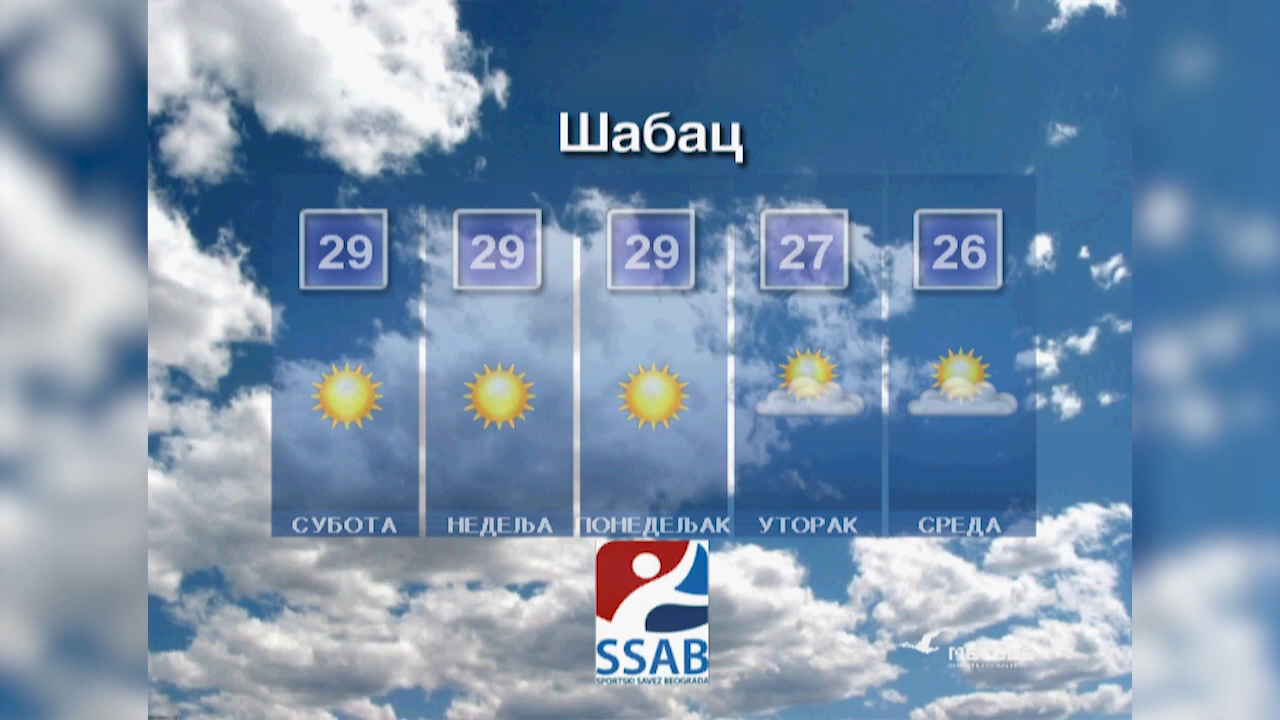 Шабац
29 29 29 27 26
СУБОТА НЕДЕЉА ПОНЕДЕЉАК УТОРАК СРЕДА
SSAB
SPORTSKI SAVEZ BEOGRADA